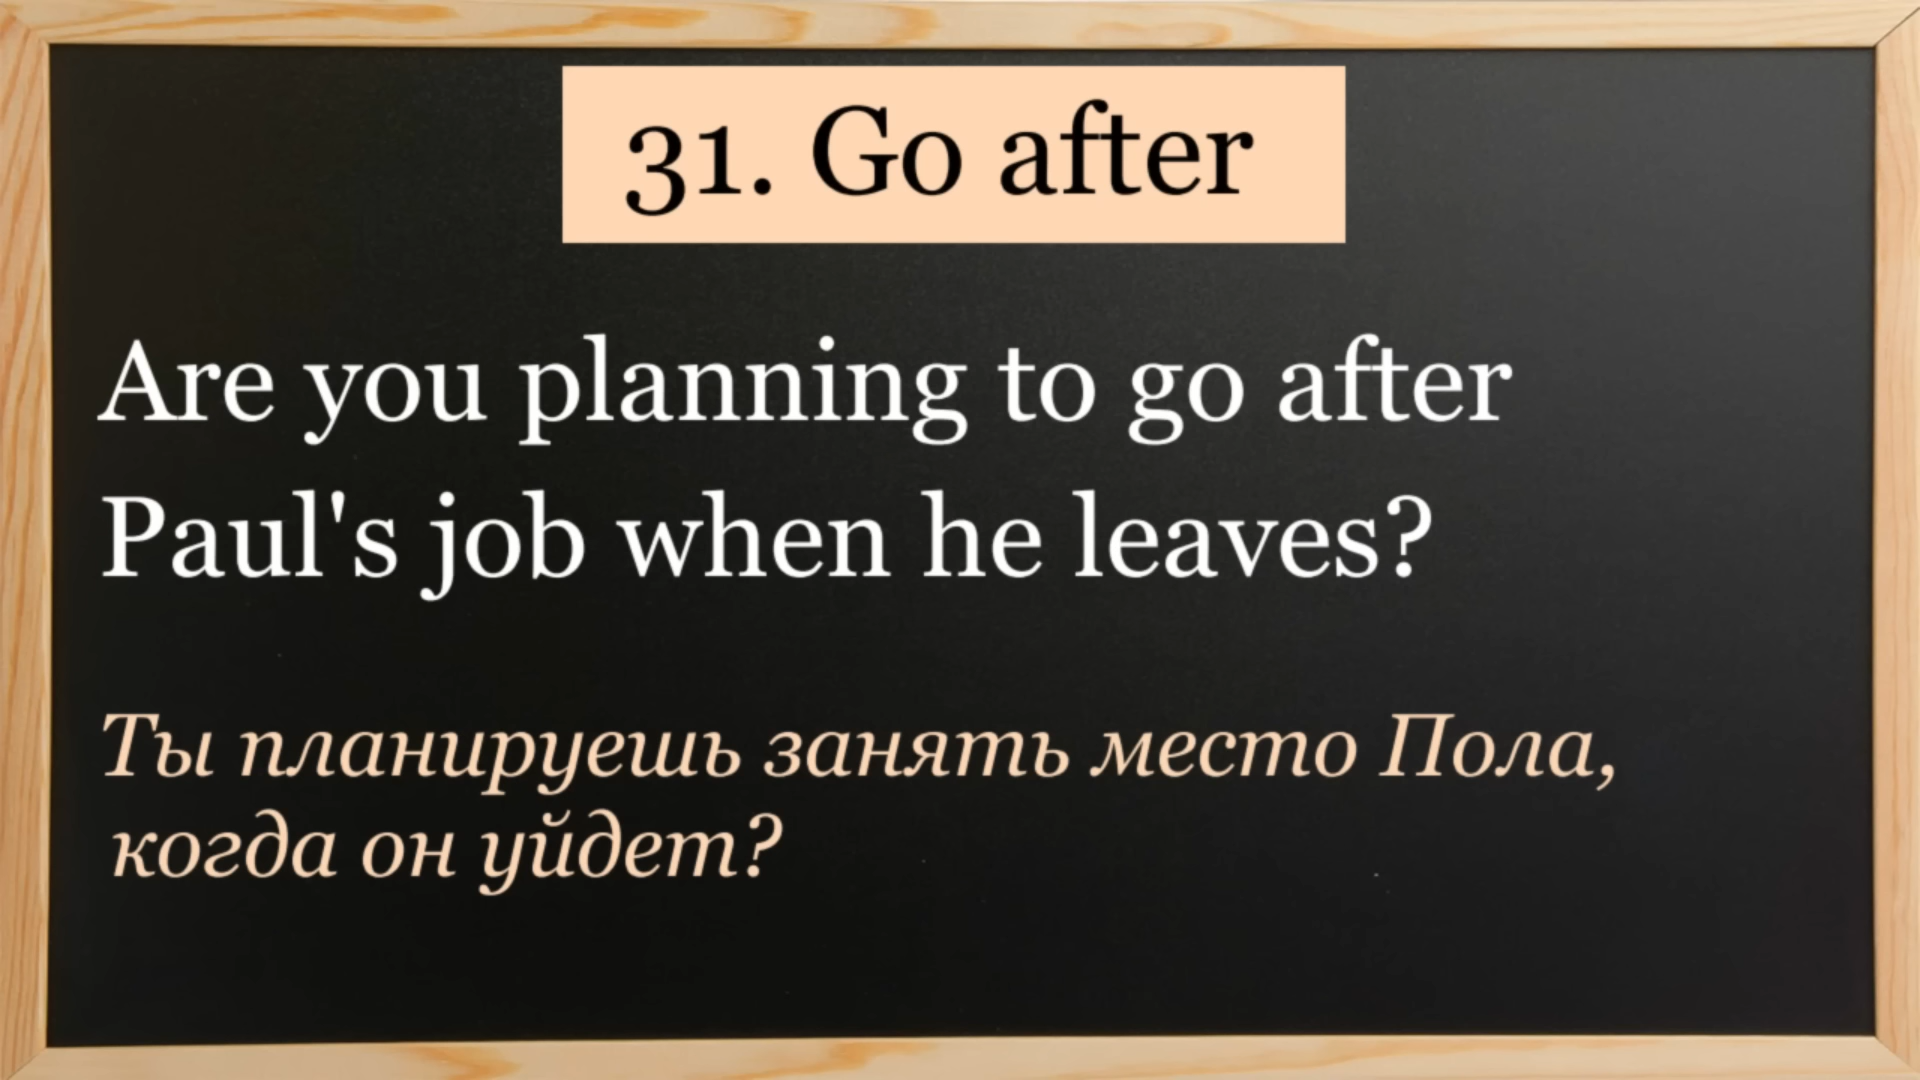 31. Go after
Are you planning to go after
Paul's job when he leaves?
Ты планируешь занять место Пола,
когда он уйдет?